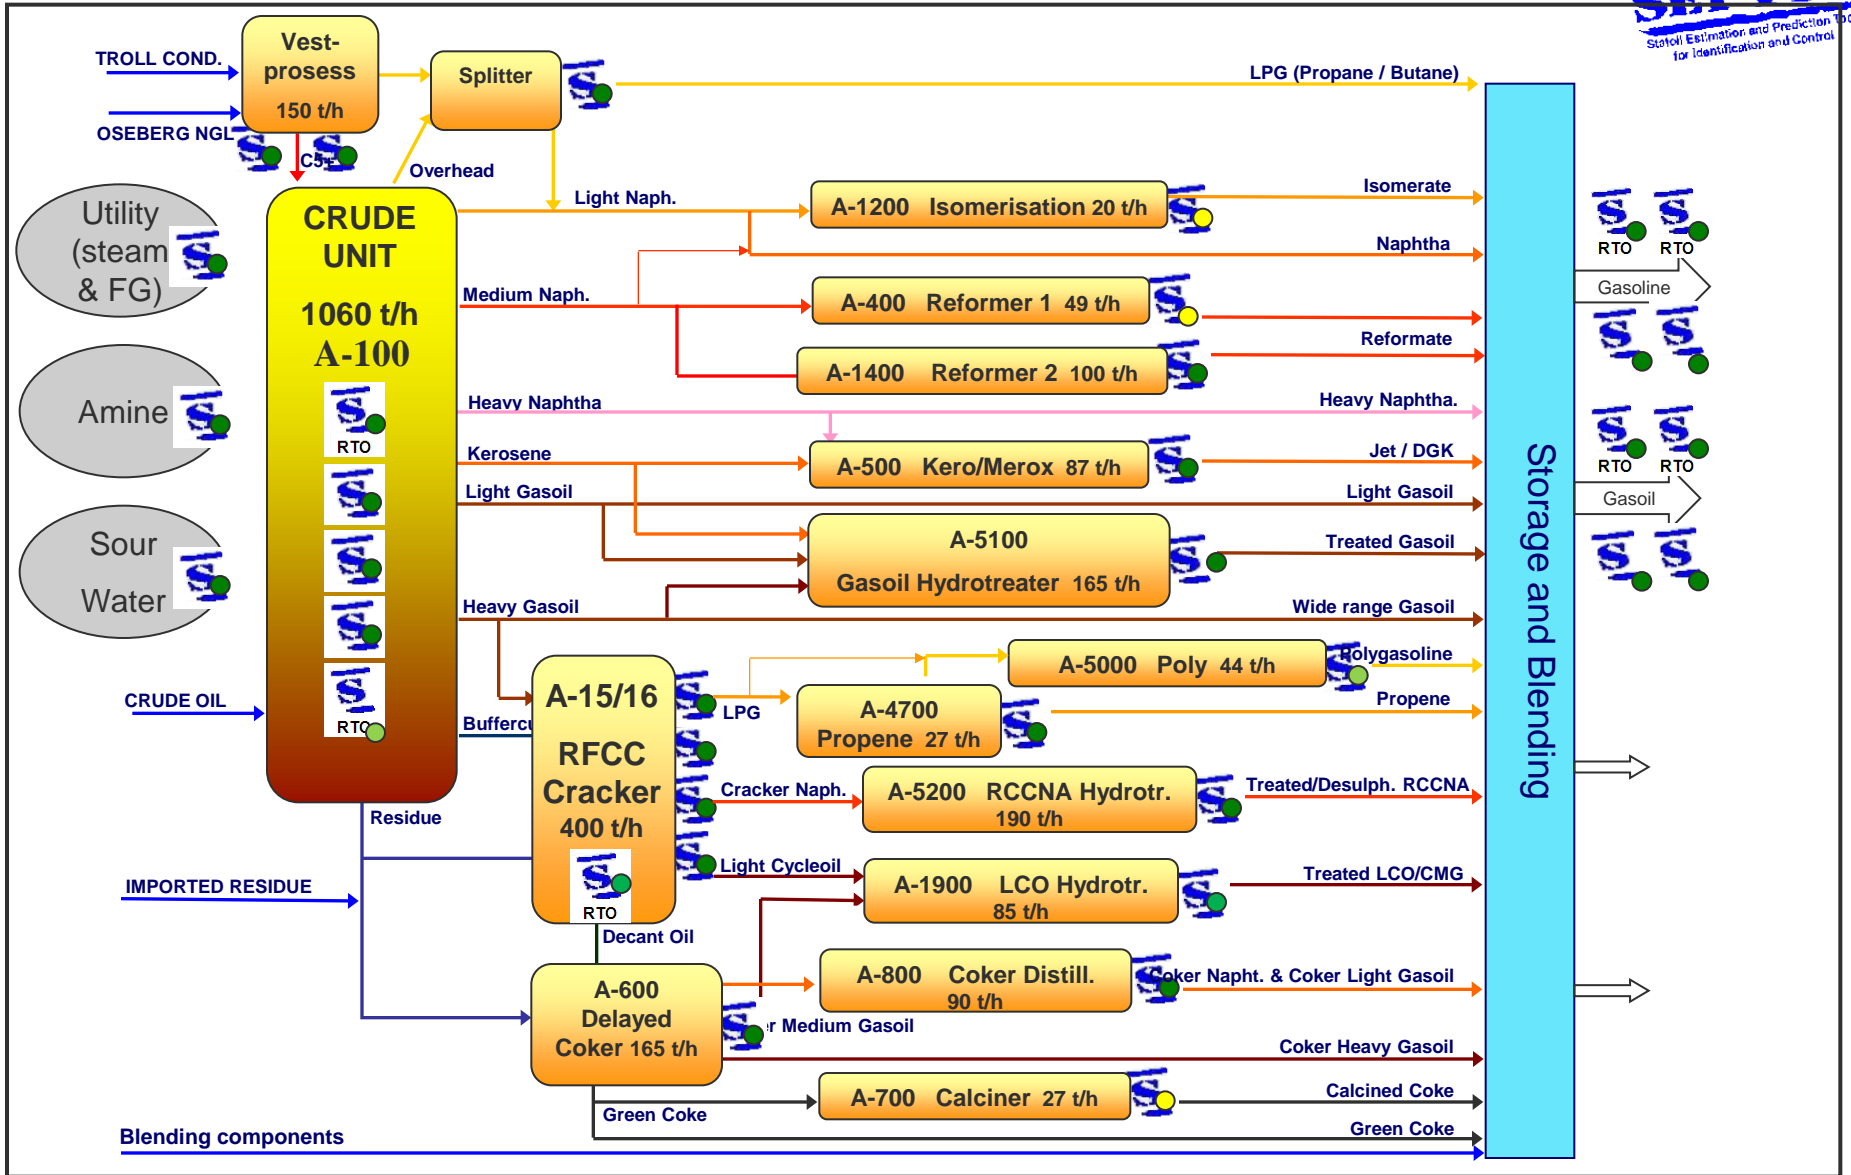 Statoil Estimation and Prediction Tool
for Identification and Control
Vest-
prosess
150 t/h
TROLL COND.
OSEBERG NGL
Splitter
LPG (Propane / Butane)
C5+
Overhead
Utility
(steam
& FG)
Amine
Sour
Water
CRUDE
UNIT
1060 t/h
A-100
RTO
RTO
CRUDE OIL
IMPORTED RESIDUE
Blending components
Light Naph.
Medium Naph.
Heavy Naphtha
Kerosene
Light Gasoil
Heavy Gasoil
Buffercu
Residue
A-1200 Isomerisation 20 t/h
A-400 Reformer 1 49 t/h
A-1400 Reformer 2 100 t/h
A-500 Kero/Merox 87 t/h
A-5100
Gasoil Hydrotreater 165 t/h
A-15/16
RFCC
Cracker
400 t/h
RTO
LPG
Cracker Naph.
Light Cycleoil
Decant Oil
A-5000 Poly 44 t/h
A-4700
Propene 27 t/h
A-5200 RCCNA Hydrotr.
190 t/h
A-1900 LCO Hydrotr.
85 t/h
A-600
Delayed
Coker 165 t/h
A-800 Coker Distill.
90 t/h
r Medium Gasoil
A-700 Calciner 27 t/h
Green Coke
Isomerate
Naphtha
Reformate
Heavy Naphtha.
Jet / DGK
Light Gasoil
Treated Gasoil
Wide range Gasoil
Polygasoline
Propene
Treated/Desulph. RCCNA
Treated LCO/CMG
Coker Napht. & Coker Light Gasoil
Coker Heavy Gasoil
Calcined Coke
Green Coke
Storage and Blending
RTO RTO
Gasoline
RTO RTO
Gasoil